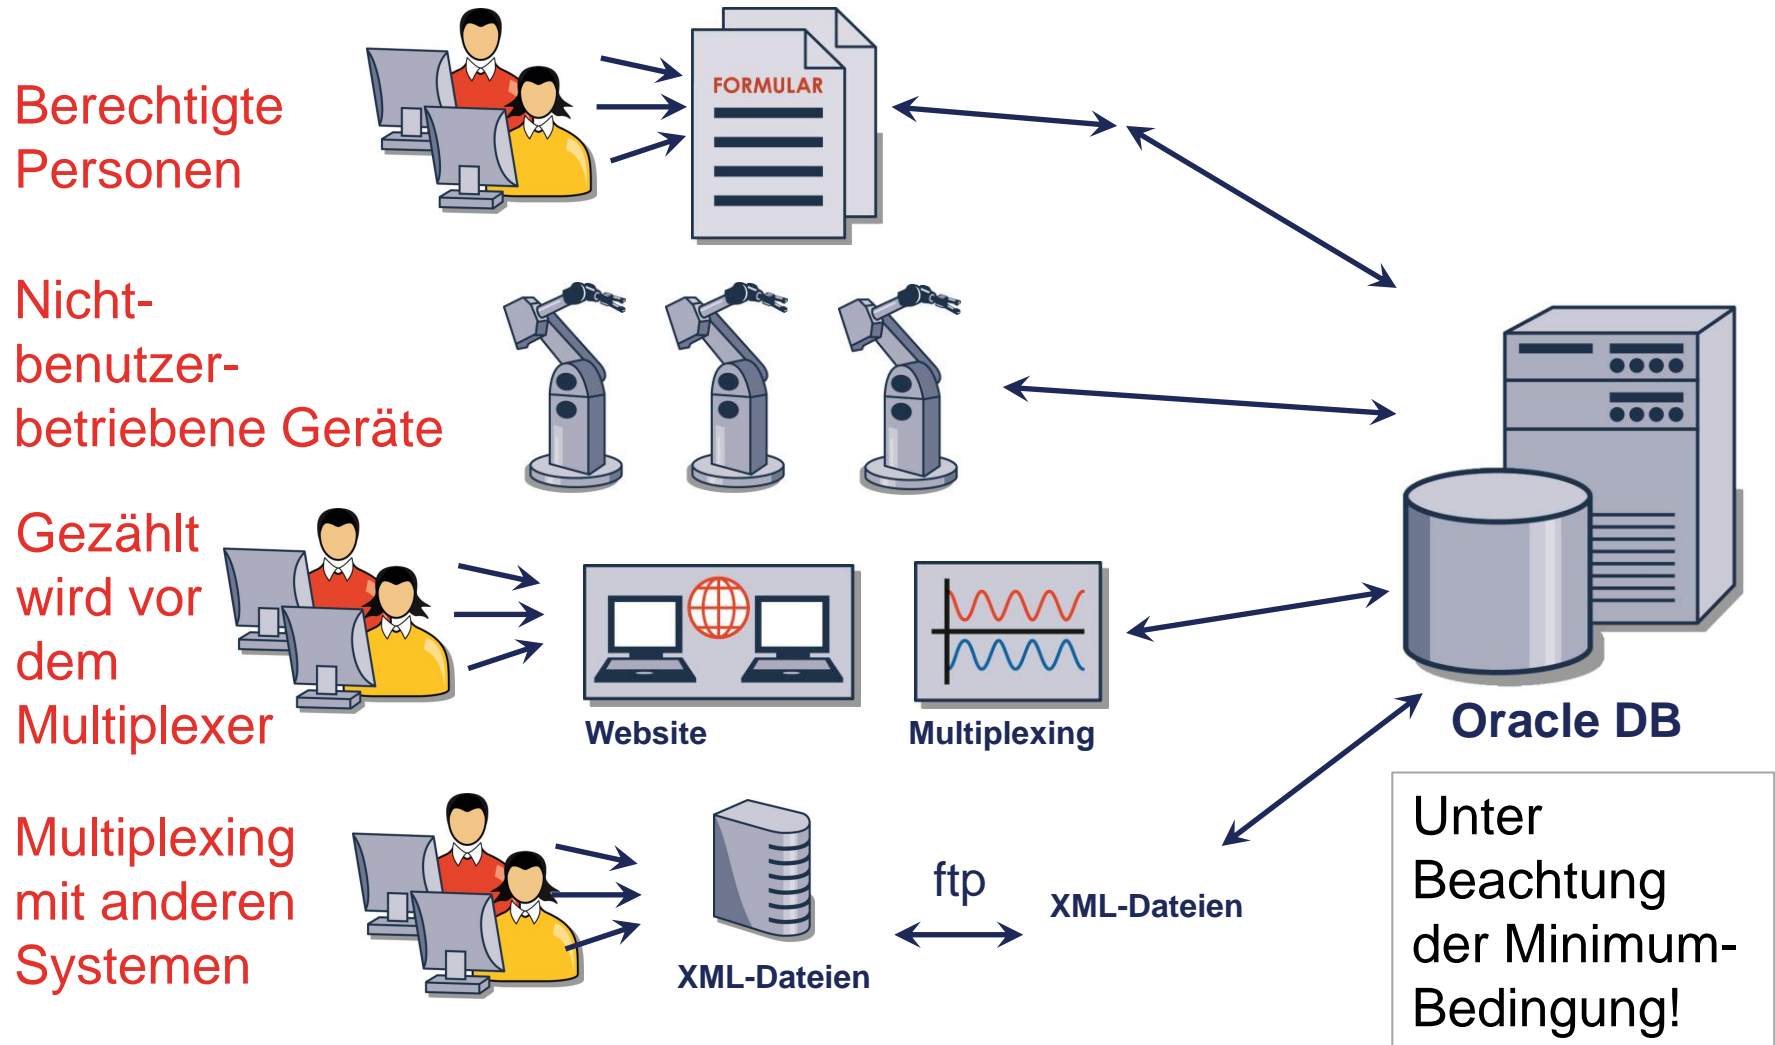 Berechtigte
Personen
FORMULAR
Nicht-
benutzer-
betriebene Geräte
Gezählt
wird vor
dem
Multiplexer
Website
Multiplexing
Oracle DB
Multiplexing
mit anderen
Systemen
XML-Dateien
ftp
XML-Dateien
Unter
Beachtung
der Minimum-
Bedingung!